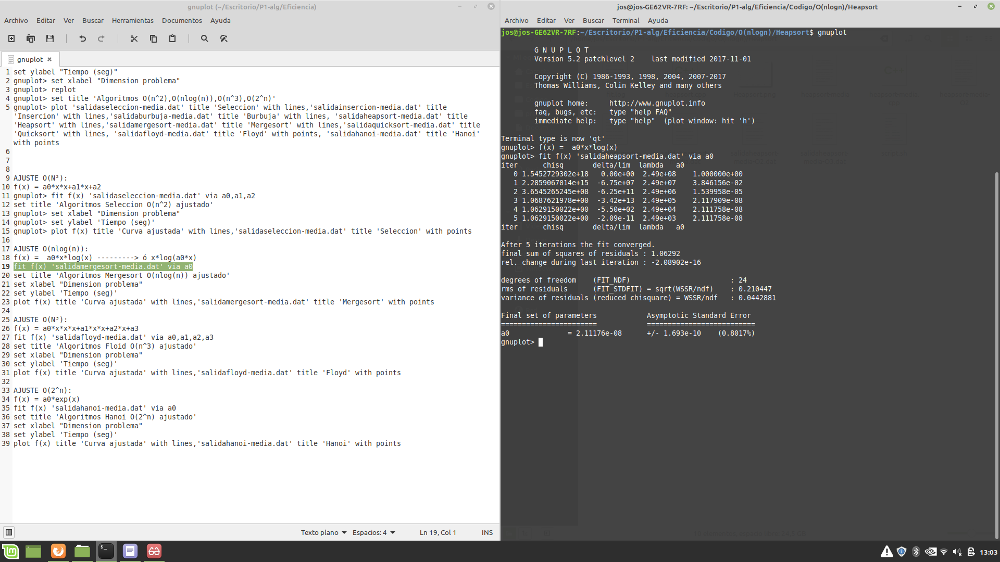 gnuplot (~/Escritorio/P1-alg/Eficiencia)
Archivo Editar Ver Buscar Herramientas Documentos Ayuda
gnuplot
1 set ylabel "Tiempo (seg)"
2 gnuplot> set xlabel "Dimension problema"
3 gnuplot> replot
4 gnuplot> set title 'Algoritmos O(n^2),O(nlog(n)),O(n^3),O(2^n)'
5 gnuplot> plot 'salidaseleccion-media.dat' title 'Seleccion' with lines,'salidainsercion-media.dat' title
'Insercion' with lines,'salidaburbuja-media.dat' title 'Burbuja' with lines, 'salidaheapsort-media.dat' title
'Heapsort' with lines,'salidamergesort-media.dat' title 'Mergesort' with lines,'salidaquicksort-media.dat' title
'Quicksort' with lines, 'salidafloyd-media.dat' title 'Floyd' with points, 'salidahanoi-media.dat' title 'Hanoi'
with points
6
7
8
9 AJUSTE O(N²):
10 f(x) = a0*x*x+a1*x+a2
11 gnuplot> fit f(x) 'salidaseleccion-media.dat' via a0,a1,a2
12 set title 'Algoritmos Seleccion O(n^2) ajustado'
13 gnuplot> set xlabel "Dimension problema"
14 gnuplot> set ylabel 'Tiempo (seg)'
15 gnuplot> plot f(x) title 'Curva ajustada' with lines,'salidaseleccion-media.dat' title 'Seleccion' with points
16
17 AJUSTE O(nlog(n)):
18 f(x) =  a0*x*log(x) ---------> ó x*log(a0*x)
19 fit f(x) 'salidamergesort-media.dat' via a0
20 set title 'Algoritmos Mergesort O(nlog(n)) ajustado'
21 set xlabel "Dimension problema"
22 set ylabel 'Tiempo (seg)'
23 plot f(x) title 'Curva ajustada' with lines,'salidamergesort-media.dat' title 'Mergesort' with points
24
25 AJUSTE O(N³):
26 f(x) = a0*x*x*x+a1*x*x+a2*x+a3
27 fit f(x) 'salidafloyd-media.dat' via a0,a1,a2,a3
28 set title 'Algoritmos Floid O(n^3) ajustado'
29 set xlabel "Dimension problema"
30 set ylabel 'Tiempo (seg)'
31 plot f(x) title 'Curva ajustada' with lines,'salidafloyd-media.dat' title 'Floyd' with points
32
33 AJUSTE O(2^n):
34 f(x) = a0*exp(x)
35 fit f(x) 'salidahanoi-media.dat' via a0
36 set title 'Algoritmos Hanoi O(2^n) ajustado'
37 set xlabel "Dimension problema"
38 set ylabel 'Tiempo (seg)'
39 plot f(x) title 'Curva ajustada' with lines,'salidahanoi-media.dat' title 'Hanoi' with points
Texto plano Espacios: 4 Ln 19, Col 1 INS
jos@jos-GE62VR-7RF: ~/Escritorio/P1-alg/Eficiencia/Codigo/O(nlogn)/Heapsort
Archivo Editar Ver Buscar Terminal Ayuda
jos@jos-GE62VR-7RF:~/Escritorio/P1-alg/Eficiencia/Codigo/O(nlogn)/Heapsort$ gnuplot
G N U P L O T
Version 5.2 patchlevel 2    last modified 2017-11-01
Copyright (C) 1986-1993, 1998, 2004, 2007-2017
Thomas Williams, Colin Kelley and many others
gnuplot home:     http://www.gnuplot.info
faq, bugs, etc:   type "help FAQ"
immediate help:   type "help"  (plot window: hit 'h')
Terminal type is now 'qt'
gnuplot> f(x) =  a0*x*log(x)
gnuplot> fit f(x) 'salidaheapsort-media.dat' via a0
iter      chisq       delta/lim  lambda   a0
0 1.5452729302e+18   0.00e+00  2.49e+08    1.000000e+00
1 2.2859067014e+15  -6.75e+07  2.49e+07    3.846156e-02
2 3.6545265245e+08  -6.25e+11  2.49e+06    1.539958e-05
3 1.0687621978e+00  -3.42e+13  2.49e+05    2.117909e-08
4 1.0629150022e+00  -5.50e+02  2.49e+04    2.111758e-08
5 1.0629150022e+00  -2.09e-11  2.49e+03    2.111758e-08
iter      chisq       delta/lim  lambda   a0
After 5 iterations the fit converged.
final sum of squares of residuals : 1.06292
rel. change during last iteration : -2.08902e-16
degrees of freedom    (FIT_NDF)                        : 24
rms of residuals      (FIT_STDFIT) = sqrt(WSSR/ndf)    : 0.210447
variance of residuals (reduced chisquare) = WSSR/ndf   : 0.0442881
Final set of parameters            Asymptotic Standard Error
=======================            ==========================
a0              = 2.11176e-08      +/- 1.693e-10    (0.8017%)
gnuplot>
13:03